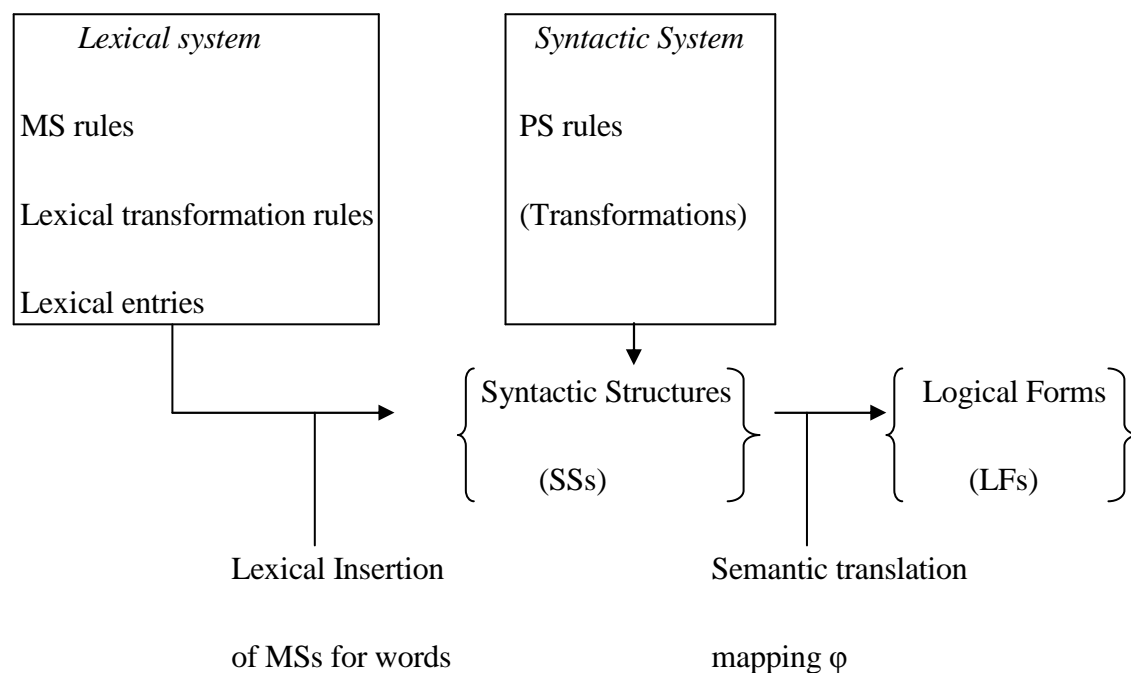 Lexical system
MS rules
Lexical transformation rules
Lexical entries
Syntactic System
PS rules
(Transformations)
Syntactic Structures
(SSs)
Logical Forms
(LFs)
Lexical Insertion
of MSs for words
Semantic translation
mapping φ